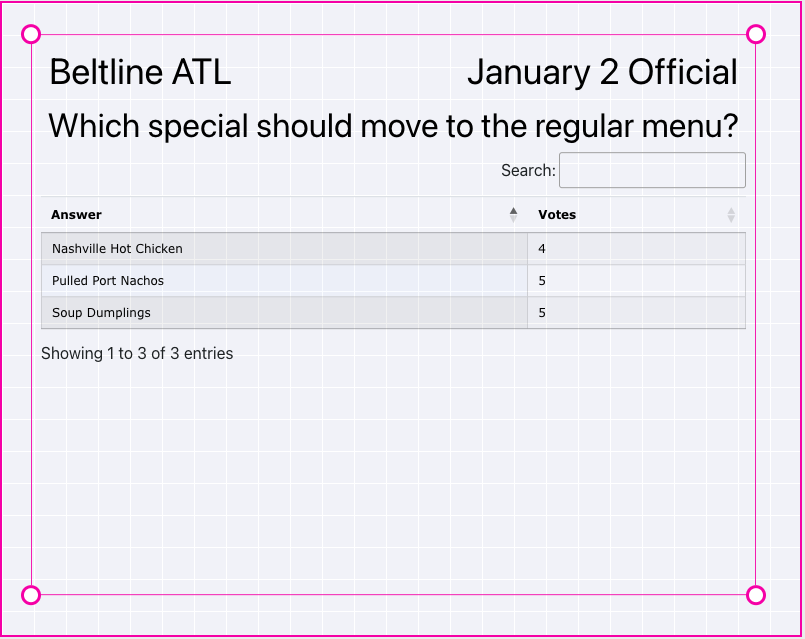 Beltline ATL January 2 Official
Which special should move to the regular menu?
Search:
Answer Votes
Nashville Hot Chicken 4
Pulled Port Nachos 5
Soup Dumplings 5
Showing 1 to 3 of 3 entries